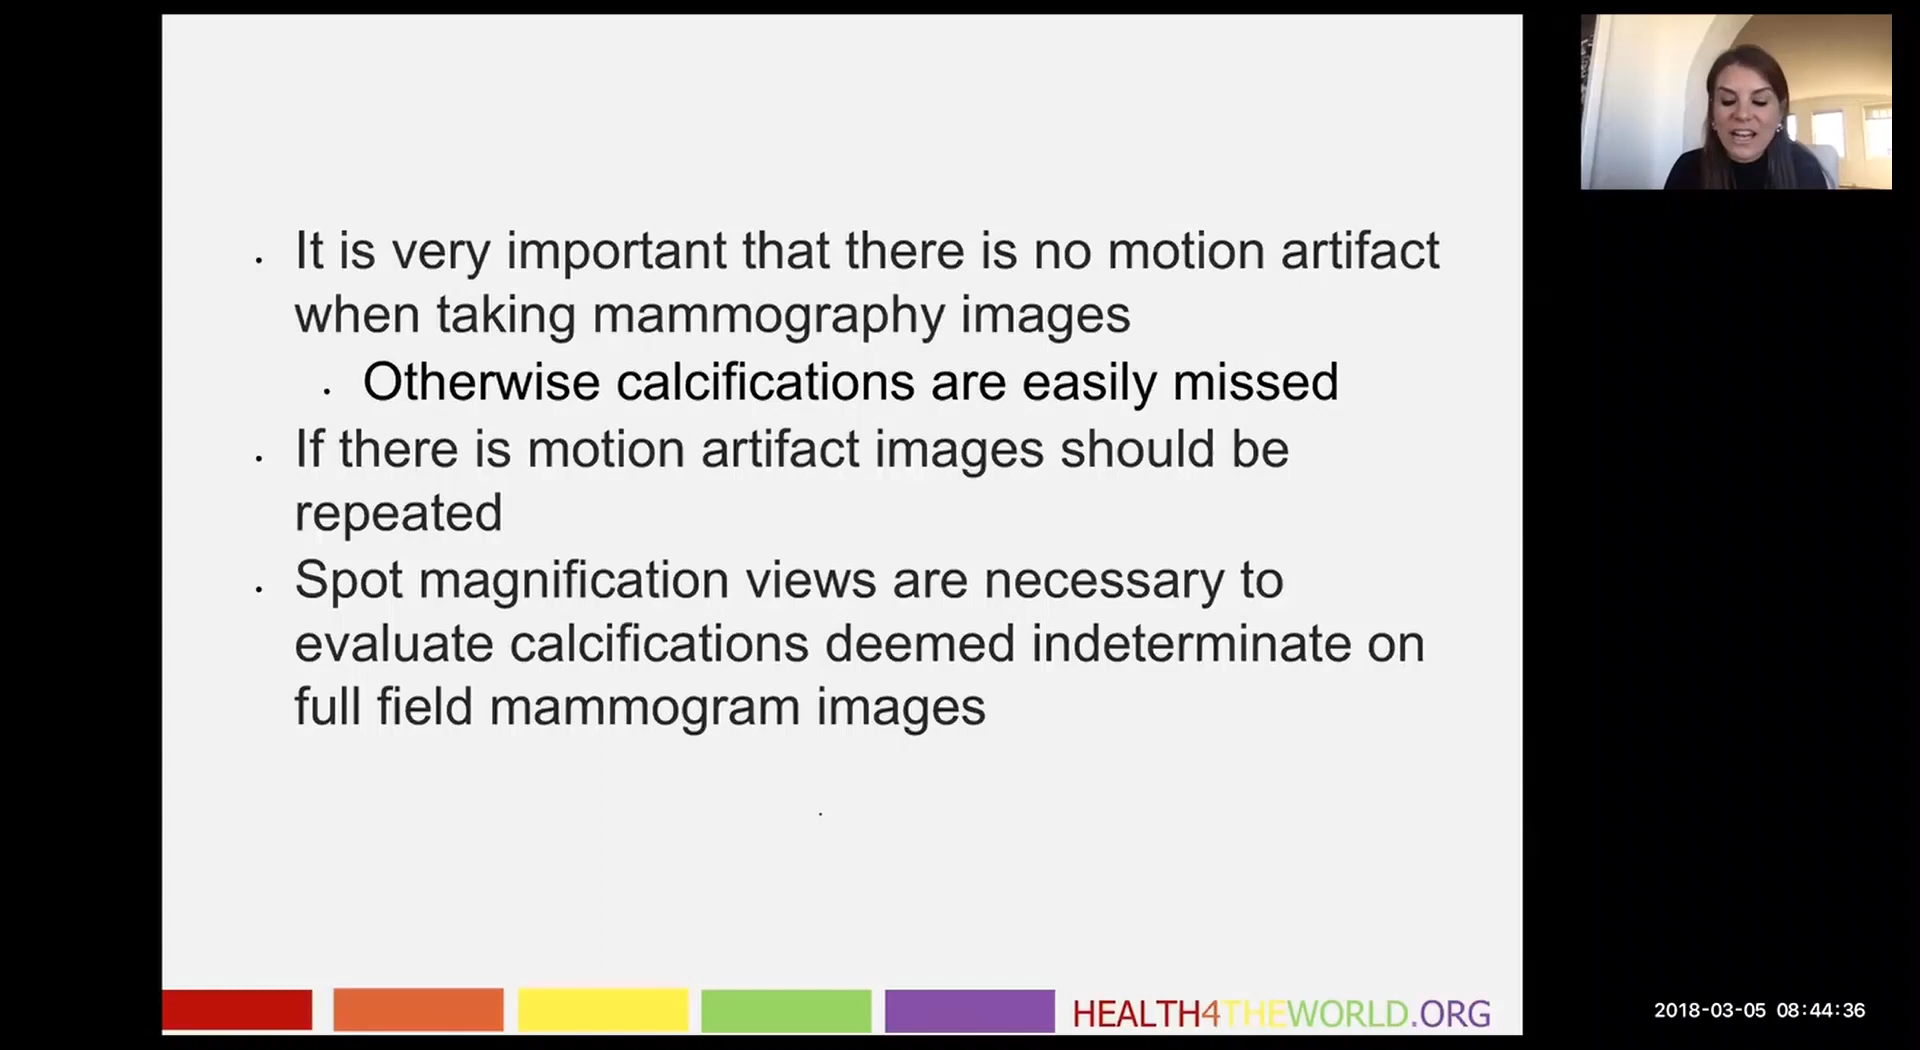 It is very important that there is no motion artifact
when taking mammography images
Otherwise calcifications are easily missed
If there is motion artifact images should be
repeated
Spot magnification views are necessary to
evaluate calcifications deemed indeterminate on
full field mammogram images
HEALTH4THEWORLD.ORG
2018-03-05 08:44:36